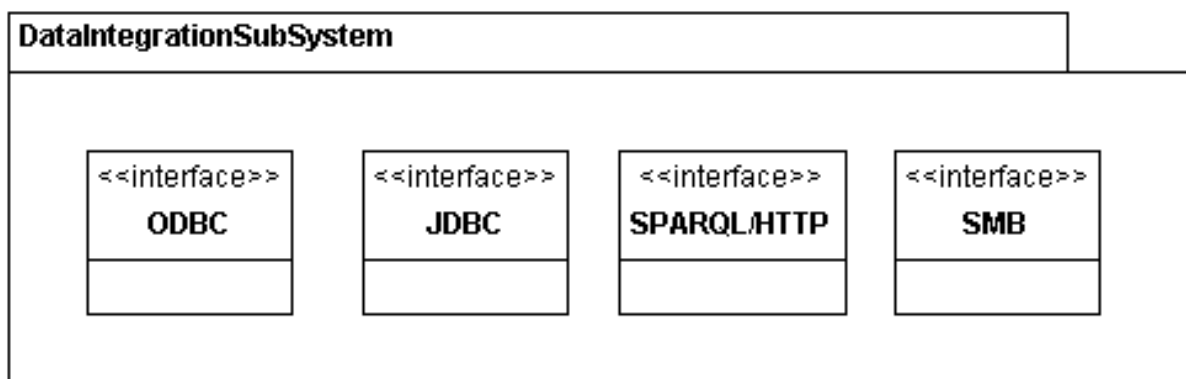 DataIntegrationSubSystem
<<interface>> <<interface>> <<interface>> <<interface>>
ODBC JDBC SPARQL/HTTP SMB